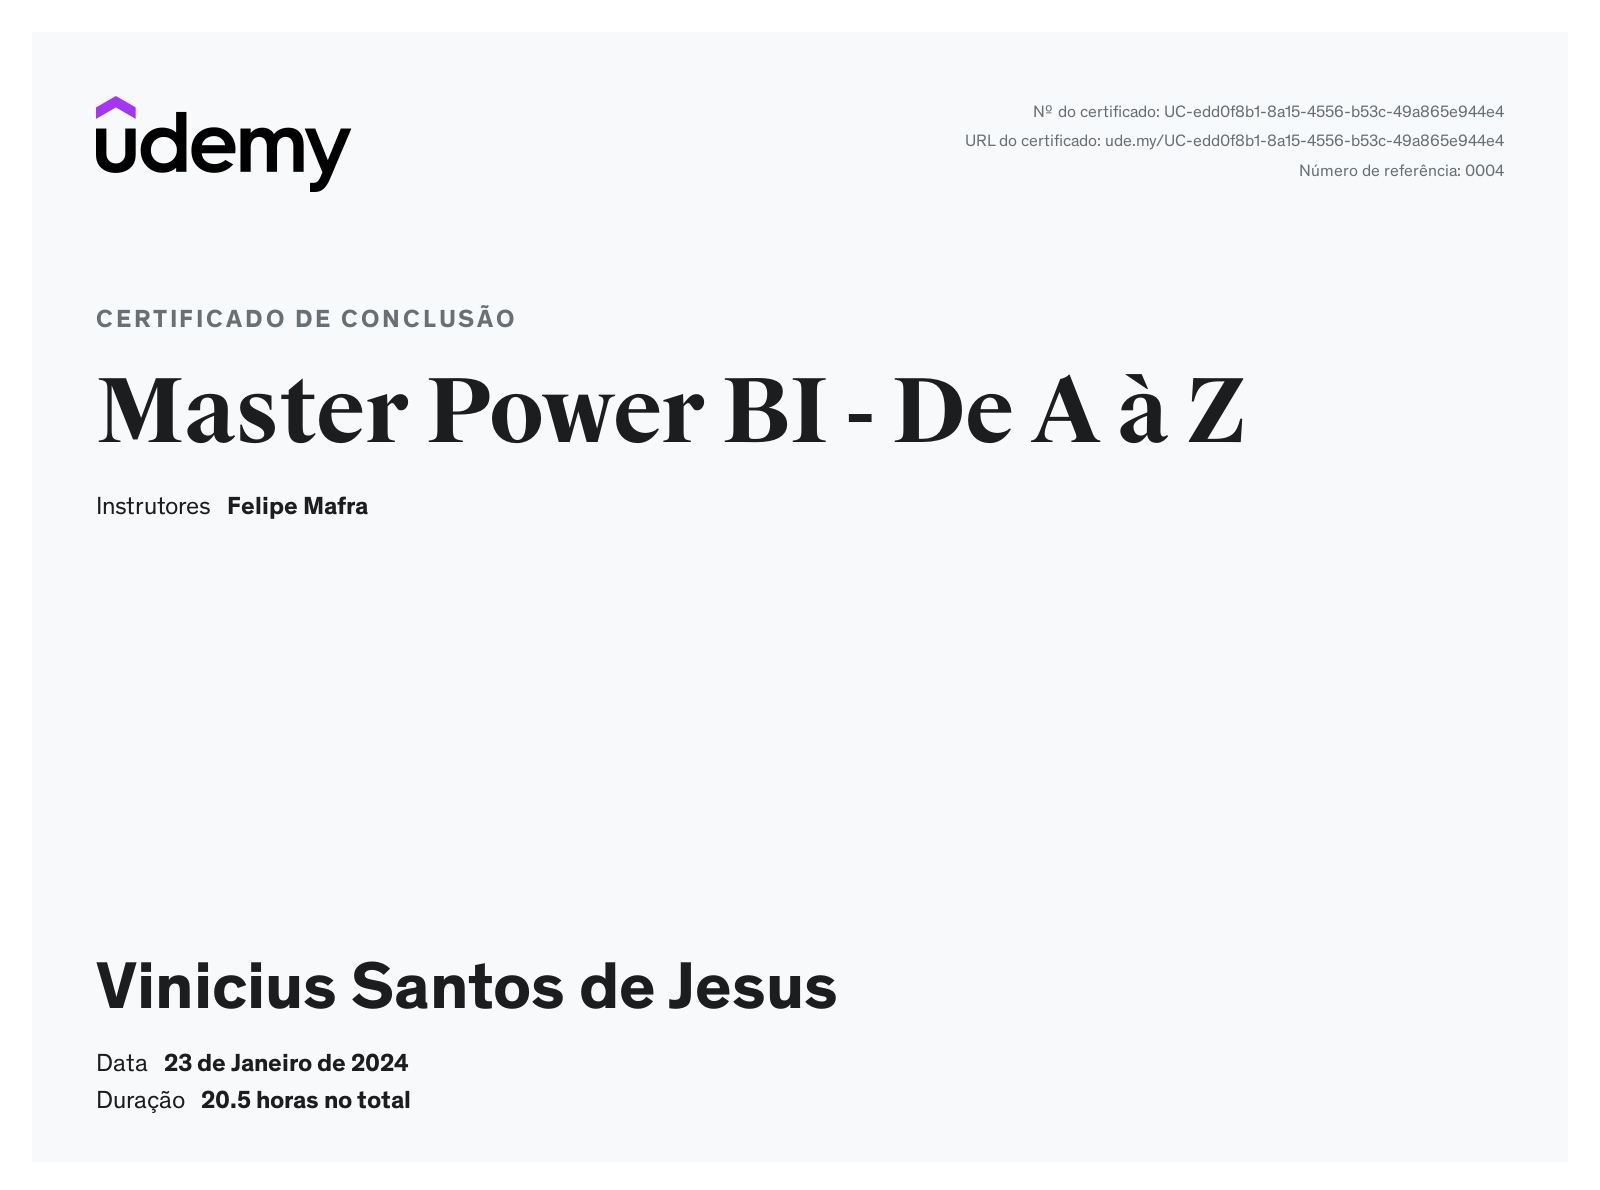 udemy
Nº do certificado: UC-edd0f8b1-8a15-4556-b53c-49a865e944e4
URL do certificado: ude.my/UC-edd0f8b1-8a15-4556-b53c-49a865e944e4
Número de referência: 0004
CERTIFICADO DE CONCLUSÃO
Master Power BI - De A à Z
Instrutores Felipe Mafra
Vinicius Santos de Jesus
Data 23 de Janeiro de 2024
Duração 20.5 horas no total